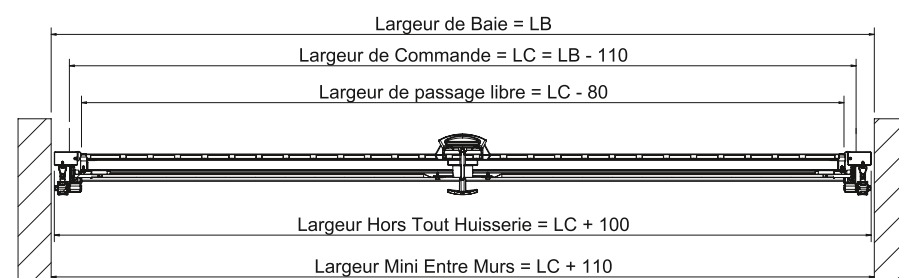 Largeur de Baie = LB
Largeur de Commande = LC = LB - 110
Largeur de passage libre = LC - 80
Largeur Hors Tout Huisserie = LC + 100
Largeur Mini Entre Murs = LC + 110